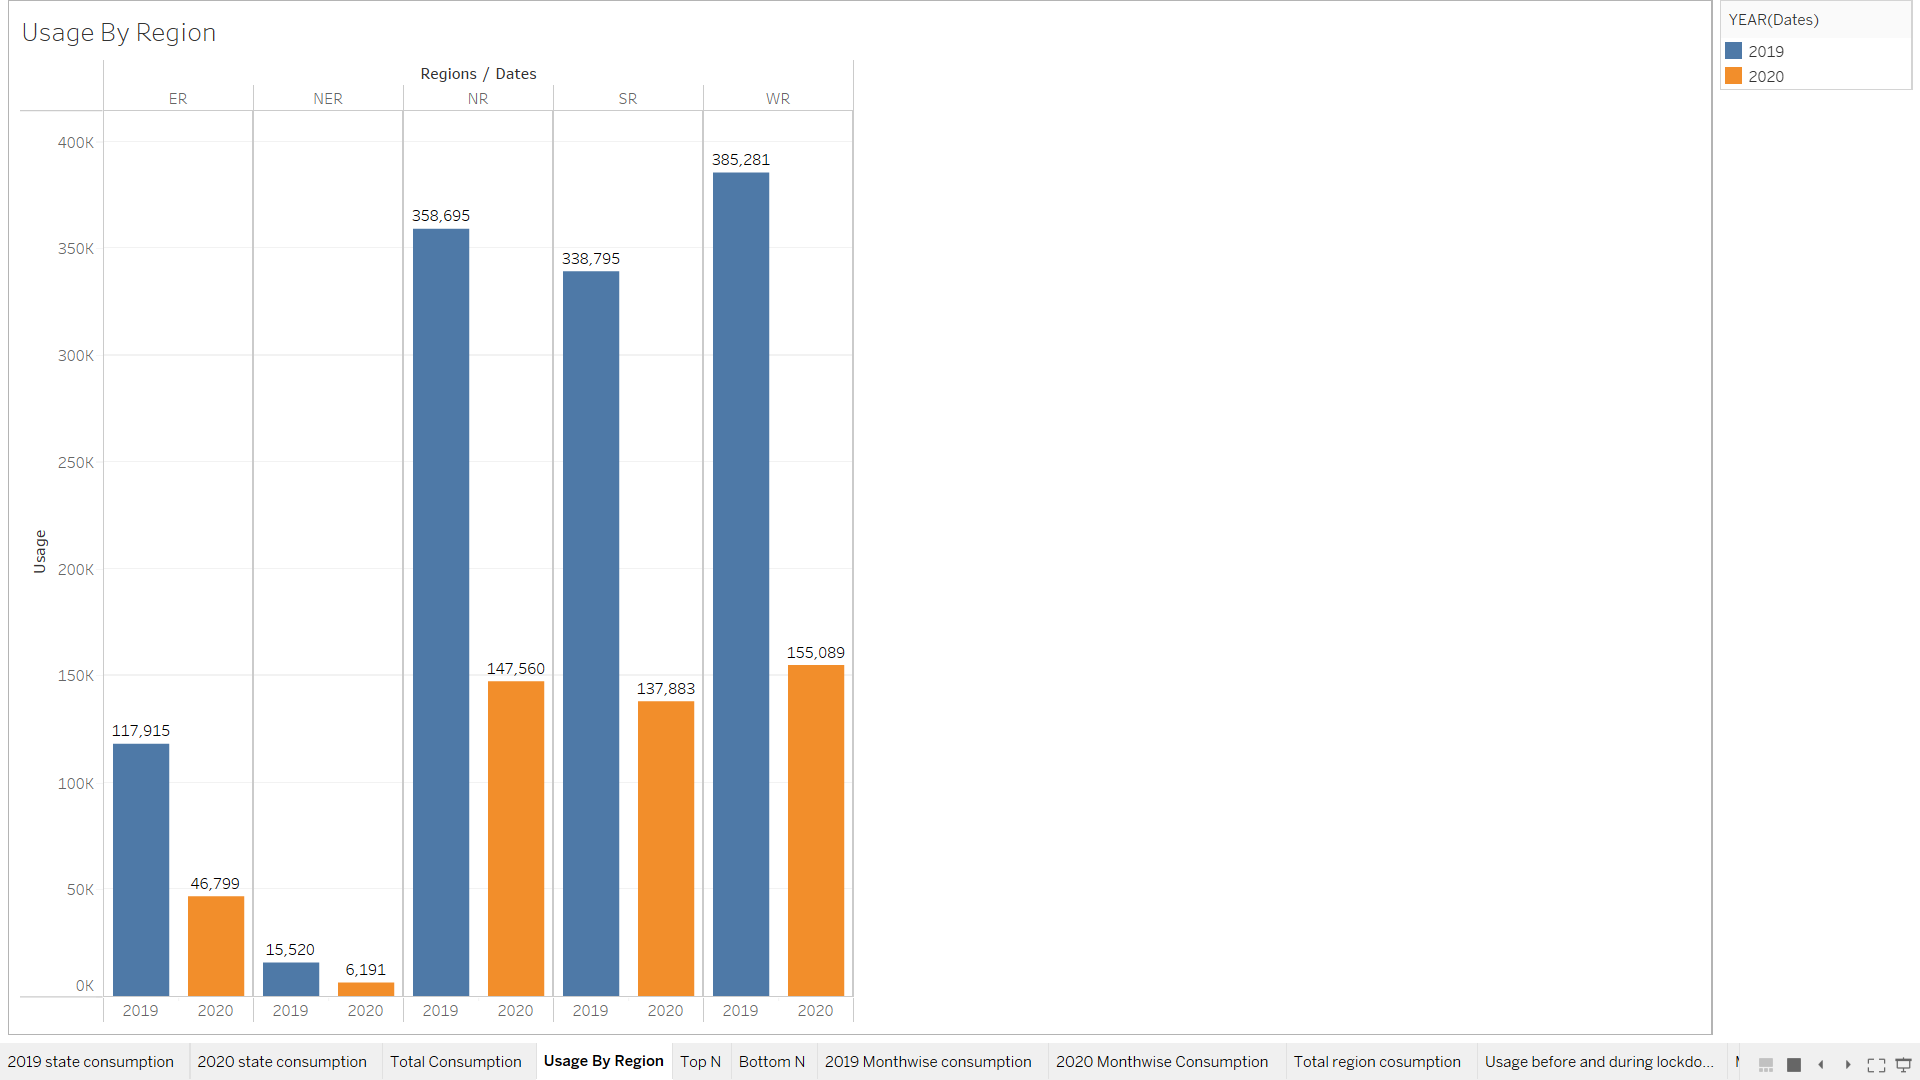 Usage By Region
YEAR(Dates)
2019
2020
Regions / Dates
ER NER NR SR WR
400K
350K
300K
250K
200K
150K
100K
50K
0K
Usage
385,281
358,695
338,795
155,089
147,560
137,883
117,915
46,799
15,520
6,191
2019 2020 2019 2020 2019 2020 2019 2020 2019 2020
2019 state consumption 2020 state consumption Total Consumption Usage By Region Top N Bottom N 2019 Monthwise consumption 2020 Monthwise Consumption Total region cosumption Usage before and during lockdo...